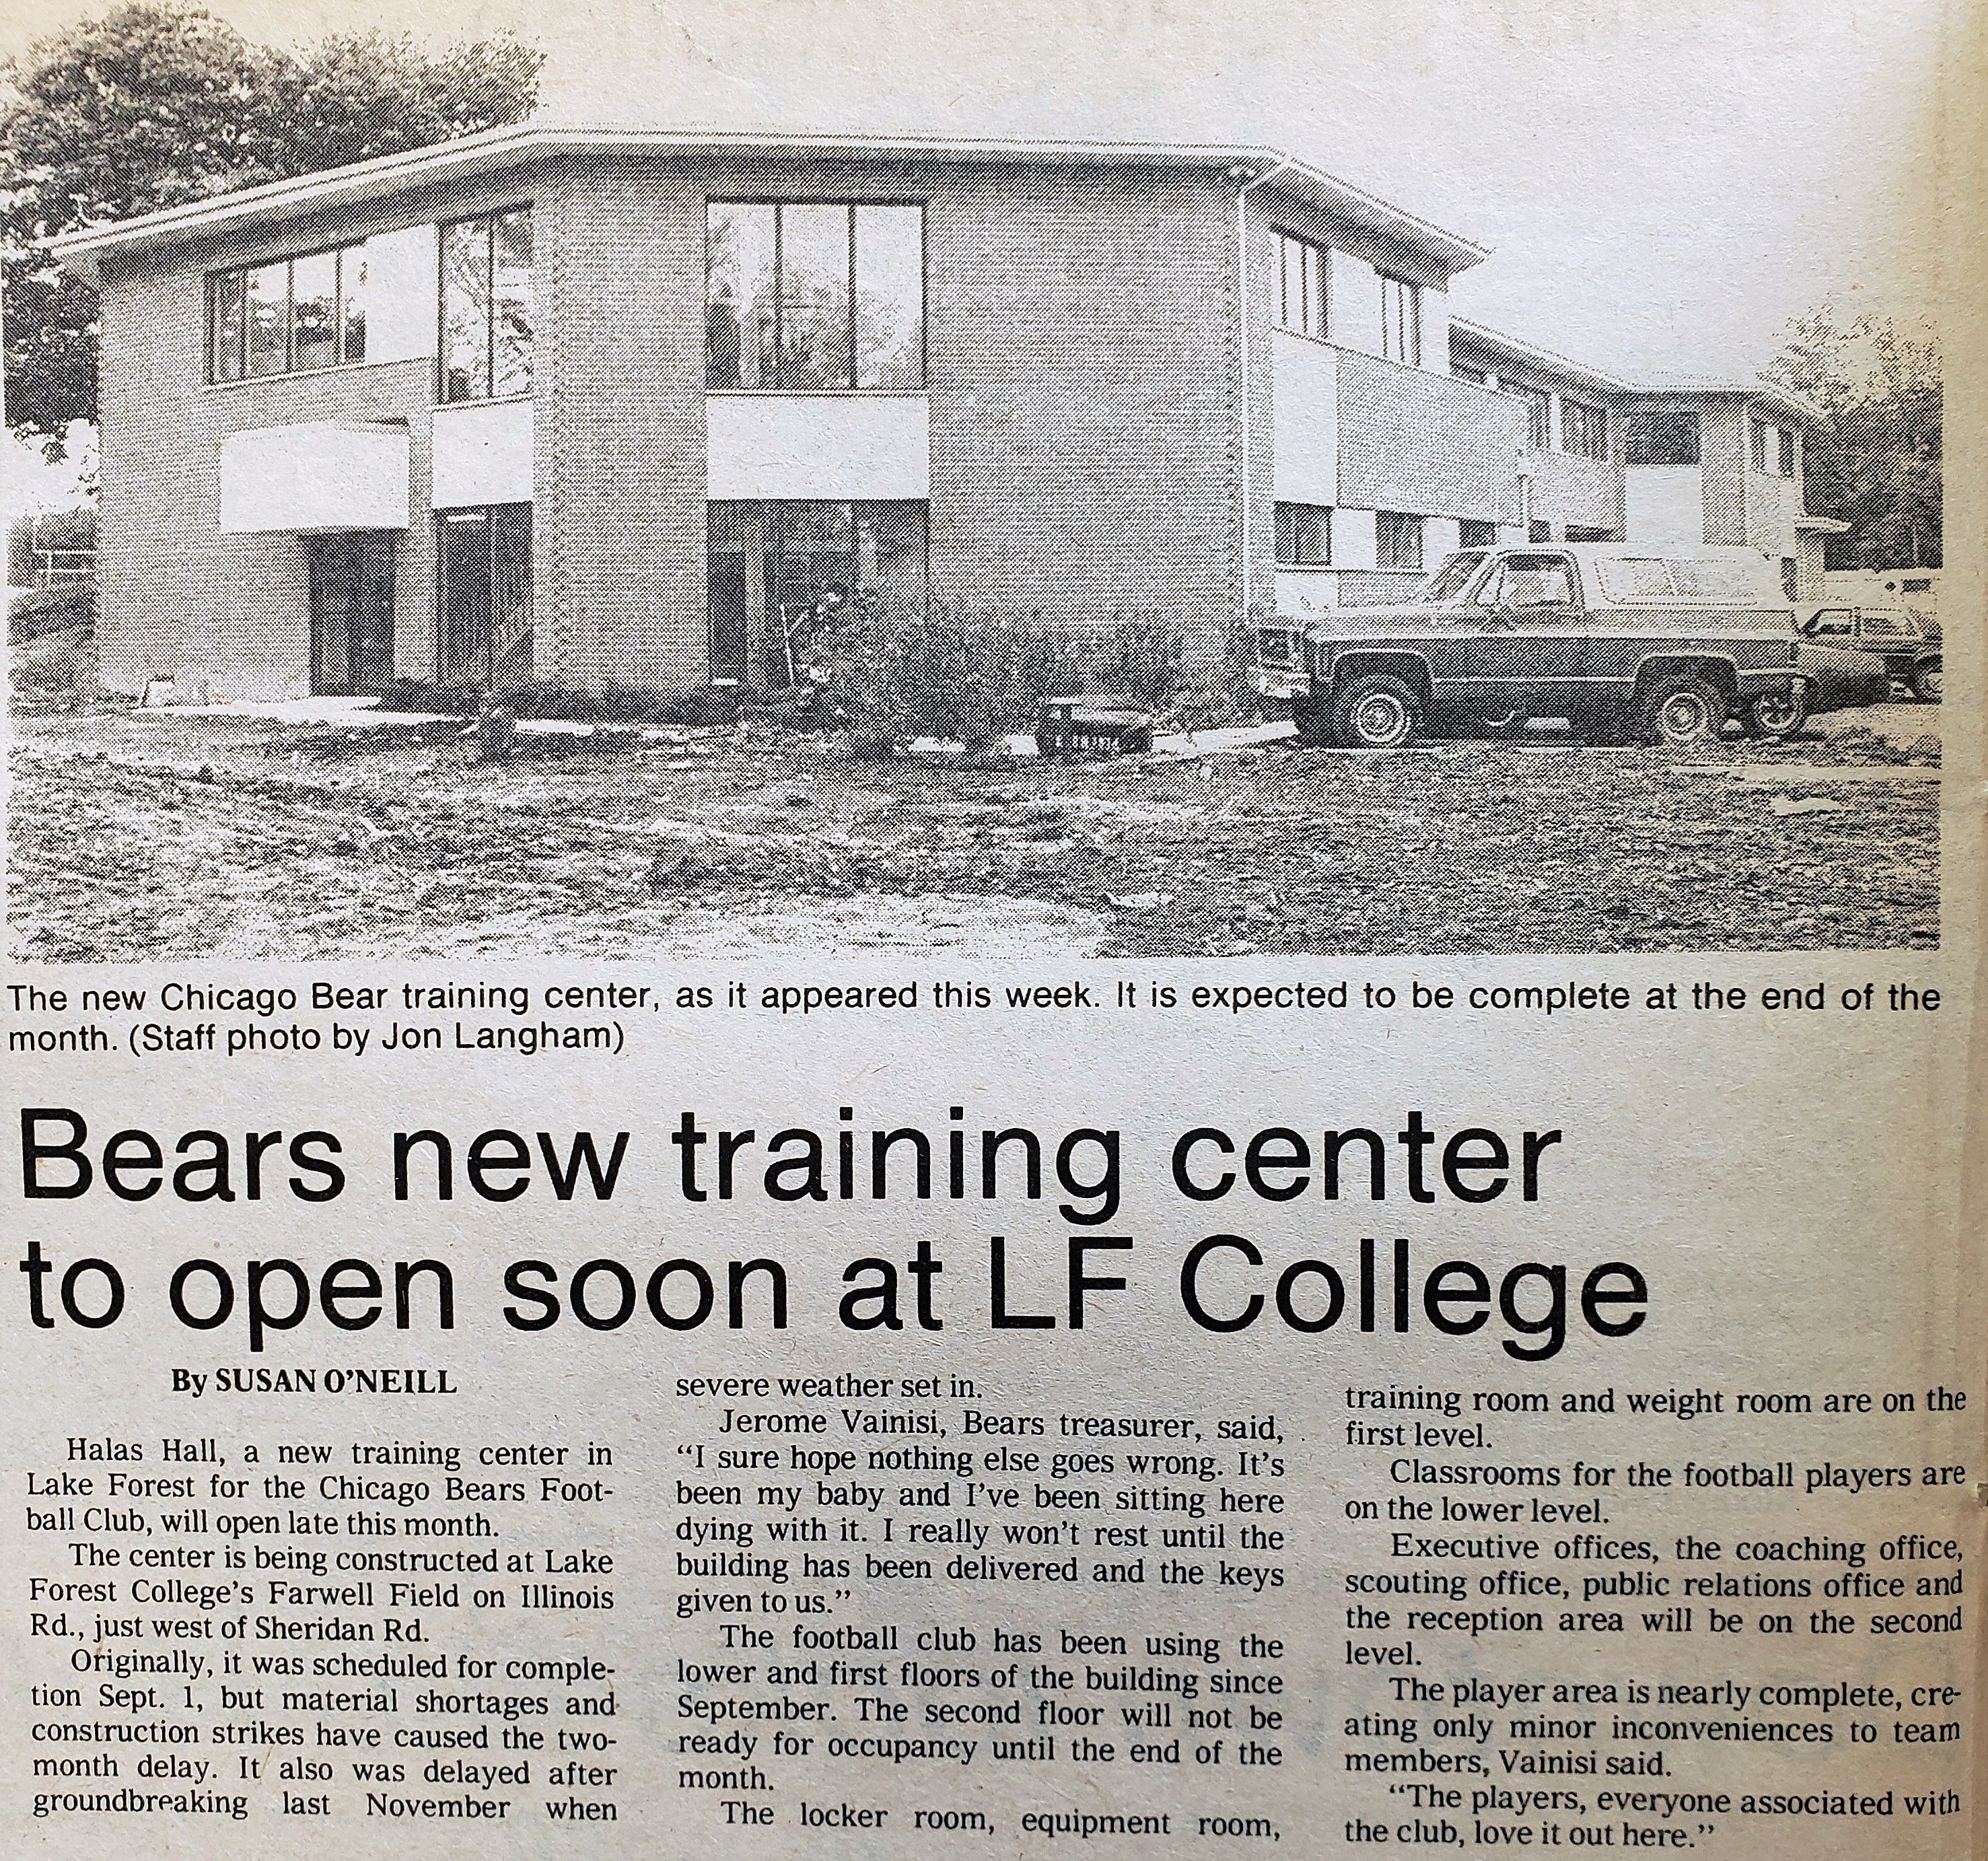 The new Chicago Bear training center, as it appeared this week. It is expected to be complete at the end of the
month. (Staff photo by Jon Langham)
Bears new training center
to open soon at LF College
By SUSAN O'NEILL
Halas Hall, a new training center in
Lake Forest for the Chicago Bears Foot-
ball Club, will open late this month.
The center is being constructed at Lake
Forest College's Farwell Field on Illinois
Rd., just west of Sheridan Rd.
Originally, it was scheduled for comple-
tion Sept. 1, but material shortages and
construction strikes have caused the two-
month delay. It also was delayed after
groundbreaking last November when
severe weather set in.
Jerome Vainisi, Bears treasurer, said,
“I sure hope nothing else goes wrong. It's
been my baby and I've been sitting here
dying with it. I really won't rest until the
building has been delivered and the keys
given to us.”
The football club has been using the
lower and first floors of the building since
September. The second floor will not be
ready for occupancy until the end of the
month.
The locker room, equipment room,
training room and weight room are on the
first level.
Classrooms for the football players are
on the lower level.
Executive offices, the coaching office,
scouting office, public relations office and
the reception area will be on the second
level.
The player area is nearly complete, cre-
ating only minor inconveniences to team
members, Vainisi said.
“The players, everyone associated with
the club, love it out here.”